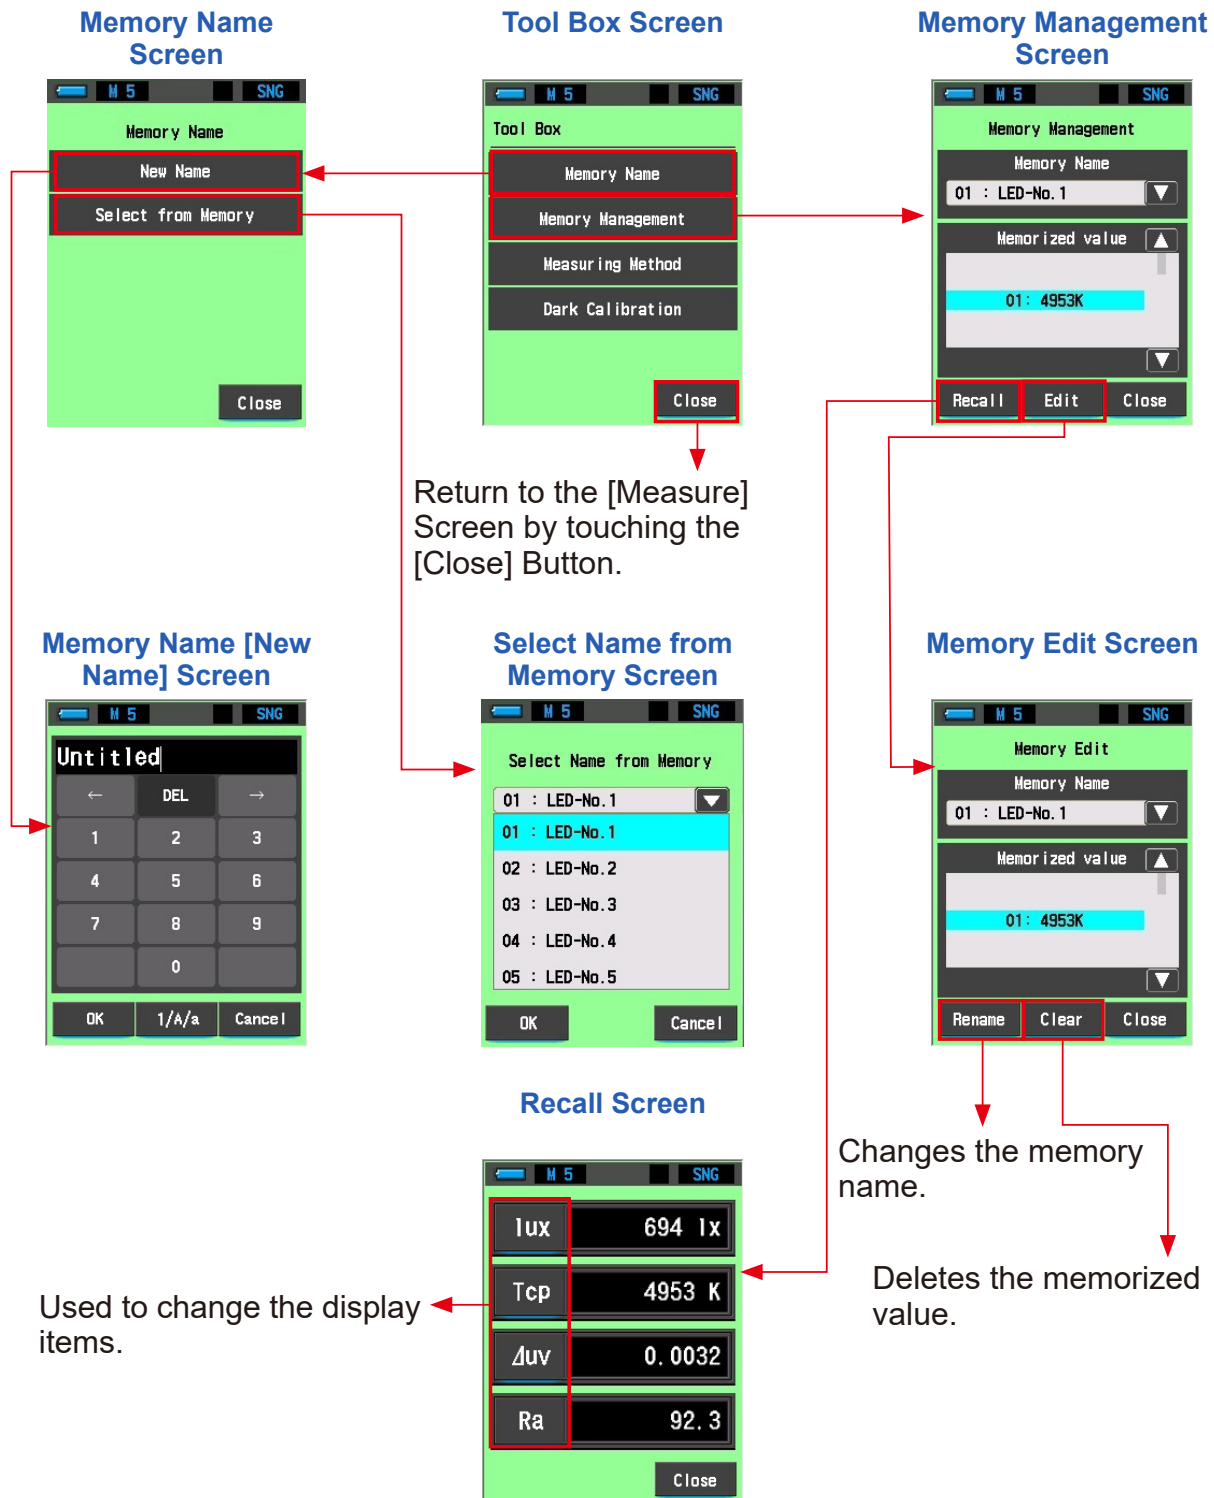 Memory Name
Screen
M 5 SNG
Memory Name
New Name
Select from Memory
Close
Tool Box Screen
M 5 SNG
Tool Box
Memory Name
Memory Management
Measuring Method
Dark Calibration
Close
Return to the [Measure]
Screen by touching the
[Close] Button.
Memory Management
Screen
M 5 SNG
Memory Management
Memory Name
01 : LED-No.1 ▼
Memorized value ▲
01: 4953K
▼
Recall Edit Close
Memory Name [New
Name] Screen
M 5 SNG
Untitled
← DEL →
1 2 3
4 5 6
7 8 9
0
OK 1/A/a Cancel
Select Name from
Memory Screen
M 5 SNG
Select Name from Memory
01 : LED-No.1 ▼
01 : LED-No.1
02 : LED-No.2
03 : LED-No.3
04 : LED-No.4
05 : LED-No.5
OK Cancel
Memory Edit Screen
M 5 SNG
Memory Edit
Memory Name
01 : LED-No.1 ▼
Memorized value ▲
01: 4953K
▼
Rename Clear Close
Changes the memory
name.
Deletes the memorized
value.
Recall Screen
M 5 SNG
lux 694 lx
Tcp 4953 K
⊿uv 0.0032
Ra 92.3
Close
Used to change the display
items.